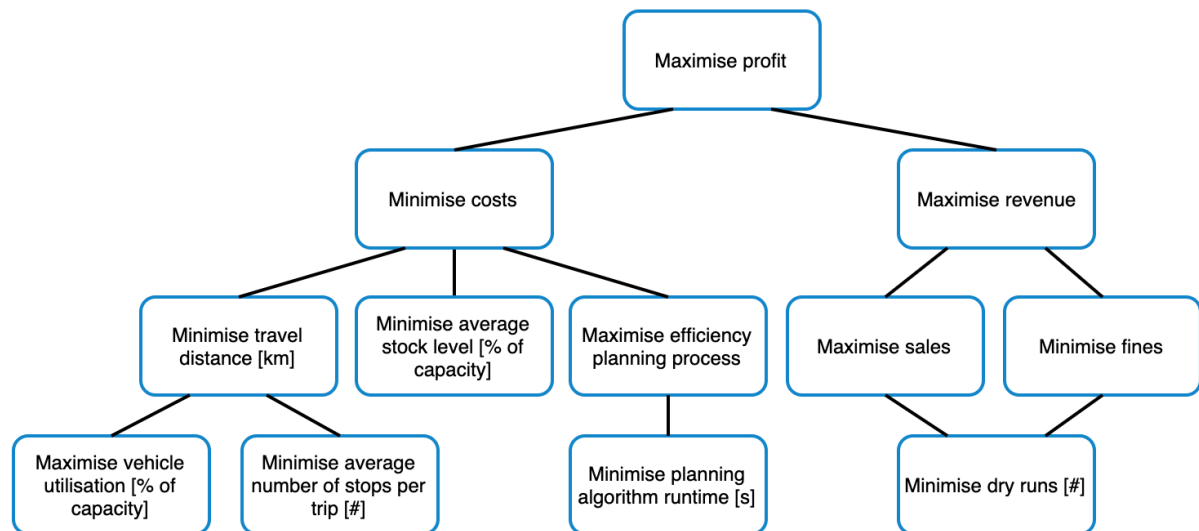 Maximise profit
Minimise costs
Maximise revenue
Minimise travel
distance [km]
Minimise average
stock level [% of
capacity]
Maximise efficiency
planning process
Maximise sales
Minimise fines
Maximise vehicle
utilisation [% of
capacity]
Minimise average
number of stops per
trip [#]
Minimise planning
algorithm runtime [s]
Minimise dry runs [#]